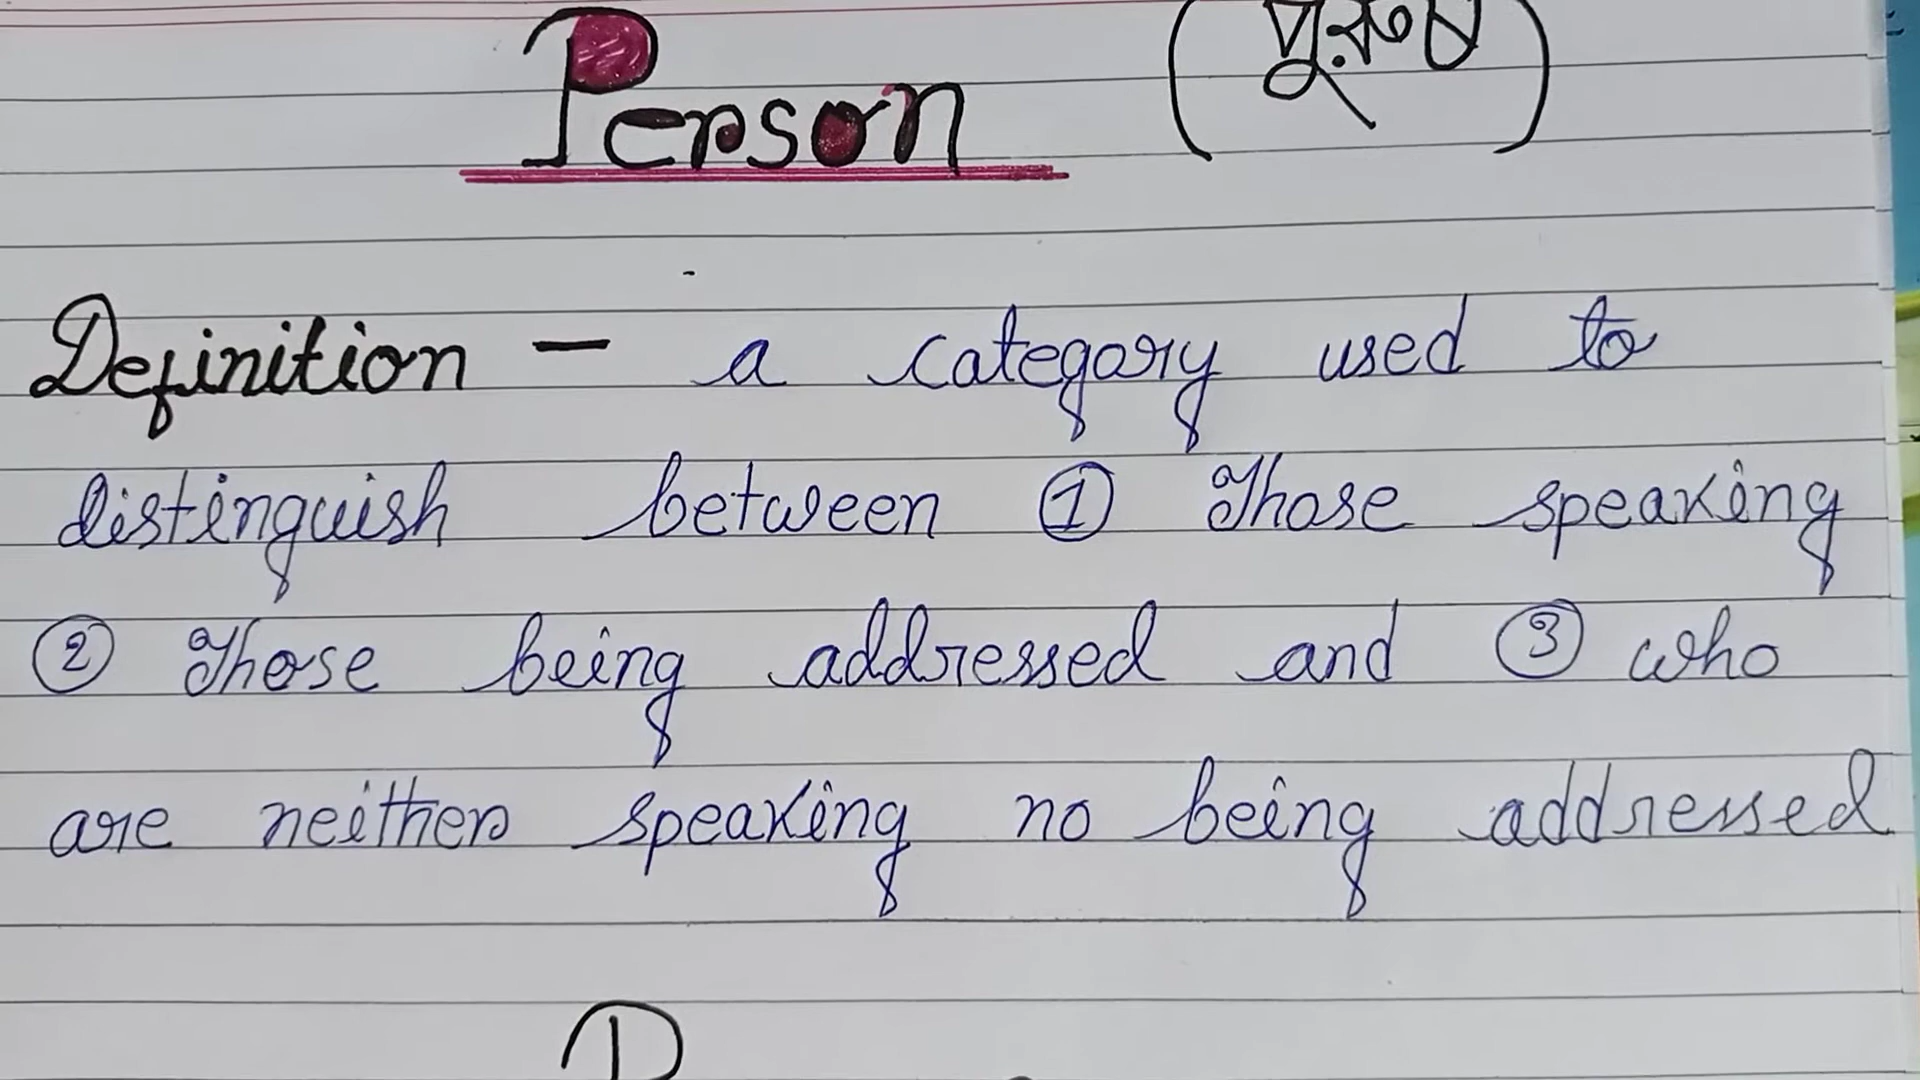 Person (পুরুষ)
Definition — a category used to
distinguish between ① Those speaking
② Those being addressed and ③ who
are neither speaking no being addressed